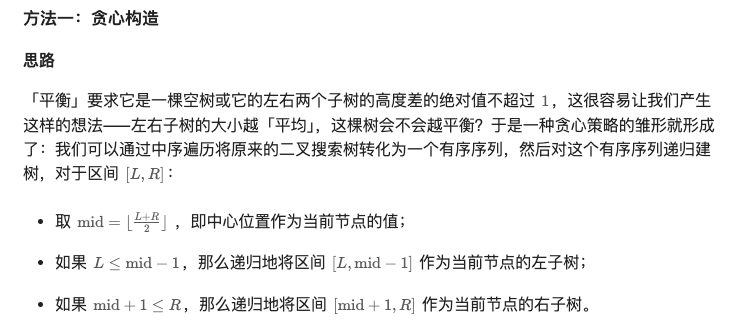 方法一：贪心构造
思路
「平衡」要求它是一棵空树或它的左右两个子树的高度差的绝对值不超过 1，这很容易让我们产生
这样的想法——左右子树的大小越「平均」，这棵树会不会越平衡？于是一种贪心策略的雏形就形成
了：我们可以通过中序遍历将原来的二叉搜索树转化为一个有序序列，然后对这个有序序列递归建
树，对于区间 [L, R]：
• 取 mid = ⌊(L+R)/2⌋ ，即中心位置作为当前节点的值；
• 如果 L ≤ mid − 1，那么递归地将区间 [L, mid − 1] 作为当前节点的左子树；
• 如果 mid + 1 ≤ R，那么递归地将区间 [mid + 1, R] 作为当前节点的右子树。